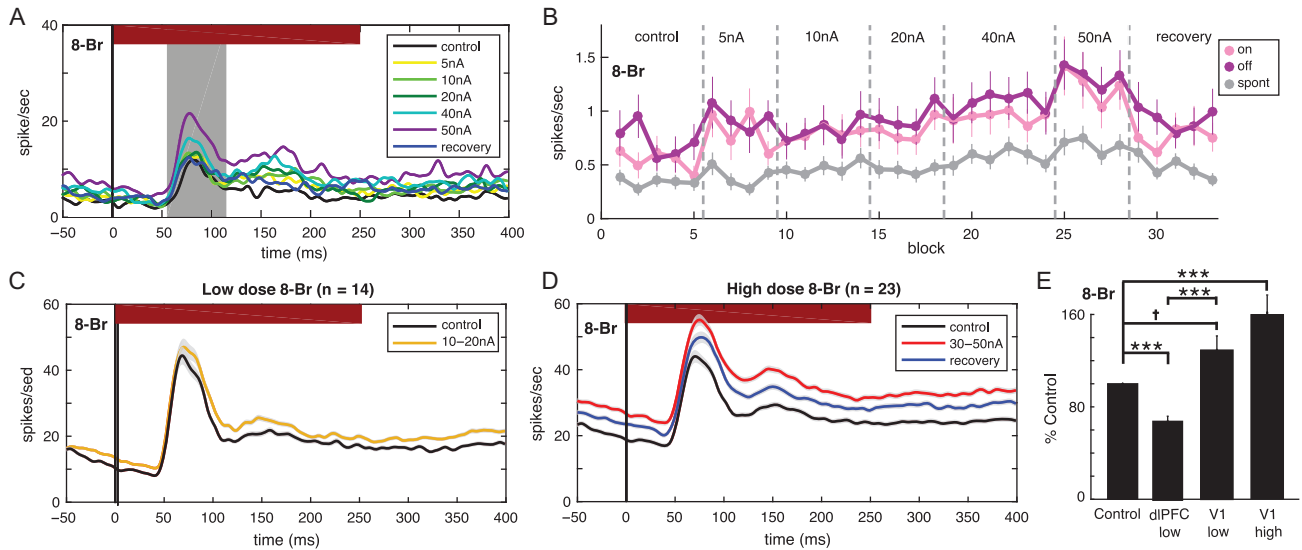 A
8-Br
control
5nA
10nA
20nA
40nA
50nA
recovery
spike/sec
40
20
0
−50 0 50 100 150 200 250 300 350 400
time (ms)
B
control 5nA 10nA 20nA 40nA 50nA recovery
8-Br
on
off
spont
spikes/sec
1.5
1
0.5
0
0 5 10 15 20 25 30
block
C
Low dose 8-Br (n = 14)
8-Br
control
10−20nA
spikes/sed
60
40
20
0
−50 0 50 100 150 200 250 300 350 400
time (ms)
D
High dose 8-Br (n = 23)
8-Br
control
30−50nA
recovery
spikes/sec
60
40
20
0
−50 0 50 100 150 200 250 300 350 400
time (ms)
E
8-Br
***
***
†
***
% Control
160
80
0
Control dlPFC low V1 low V1 high